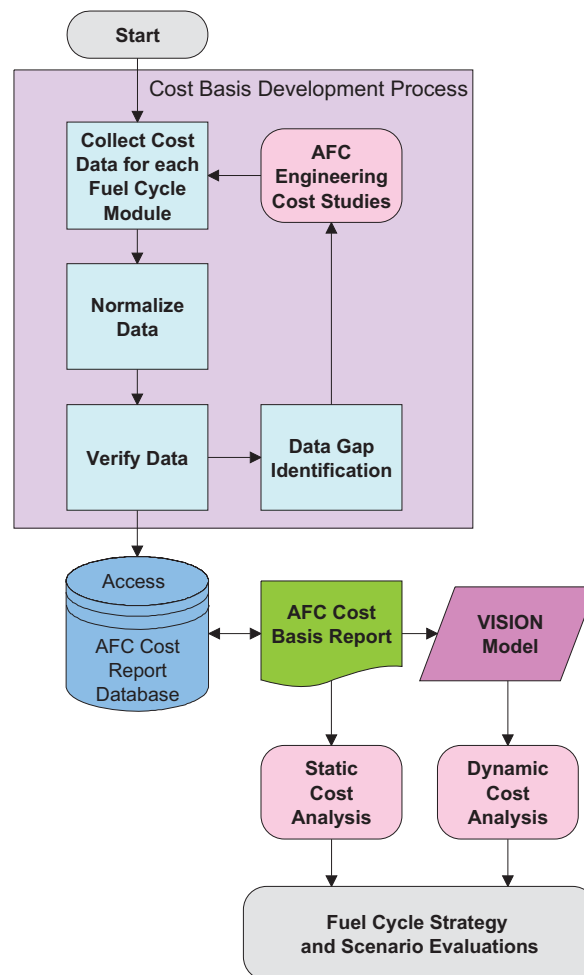 Start
Cost Basis Development Process
Collect Cost
Data for each
Fuel Cycle
Module
AFC
Engineering
Cost Studies
Normalize
Data
Verify Data
Data Gap
Identification
Access
AFC Cost
Report
Database
AFC Cost
Basis Report
VISION
Model
Static
Cost
Analysis
Dynamic
Cost
Analysis
Fuel Cycle Strategy
and Scenario Evaluations